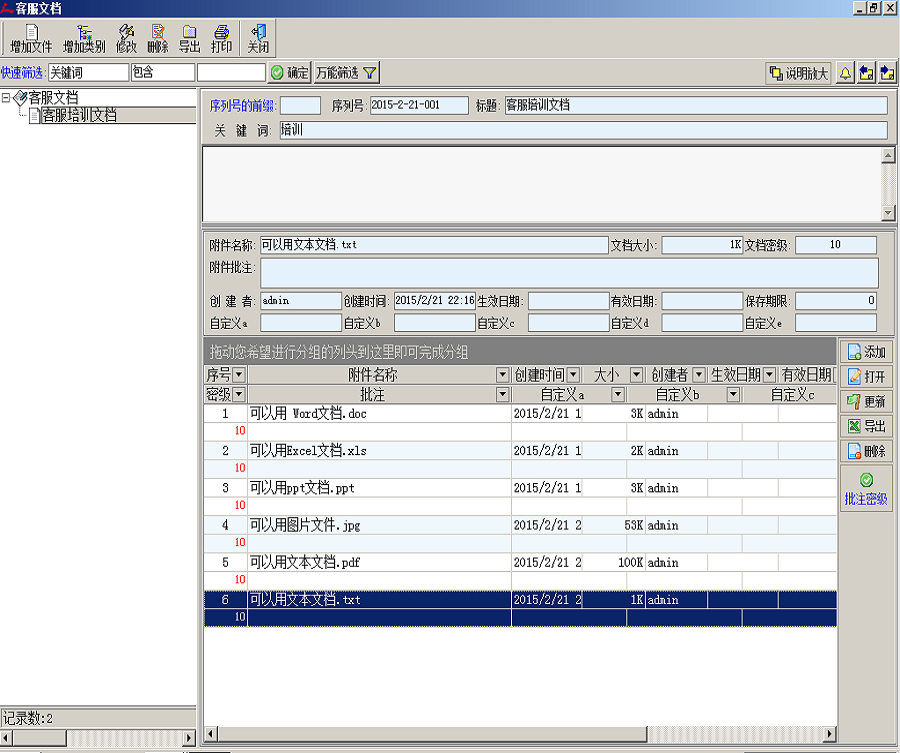 客服文档
增加文件 增加类别 修改 删除 导出 打印 关闭
快速筛选: 关键词 包含 确定 万能筛选 说明放大
客服文档
客服培训文档
序列号的前缀: 序列号: 2015-2-21-001 标题: 客服培训文档
关 键 词: 培训
附件名称: 可以用文本文档.txt 文档大小: 1K 文档密级: 10
附件批注:
创 建 者: admin 创建时间: 2015/2/21 22:16 生效日期: 有效日期: 保存期限: 0
自定义a 自定义b 自定义c 自定义d 自定义e
拖动您希望进行分组的列头到这里即可完成分组
序号 附件名称 创建时间 大小 创建者 生效日期 有效日期
密级 批注 自定义a 自定义b 自定义c
1 可以用 Word文档.doc 2015/2/21 1 3K admin
10
2 可以用Excel文档.xls 2015/2/21 1 2K admin
10
3 可以用ppt文档.ppt 2015/2/21 1 3K admin
10
4 可以用图片文件.jpg 2015/2/21 2 53K admin
10
5 可以用文本文档.pdf 2015/2/21 2 100K admin
10
6 可以用文本文档.txt 2015/2/21 2 1K admin
10
添加
打开
更新
导出
删除
批注密级
记录数:2